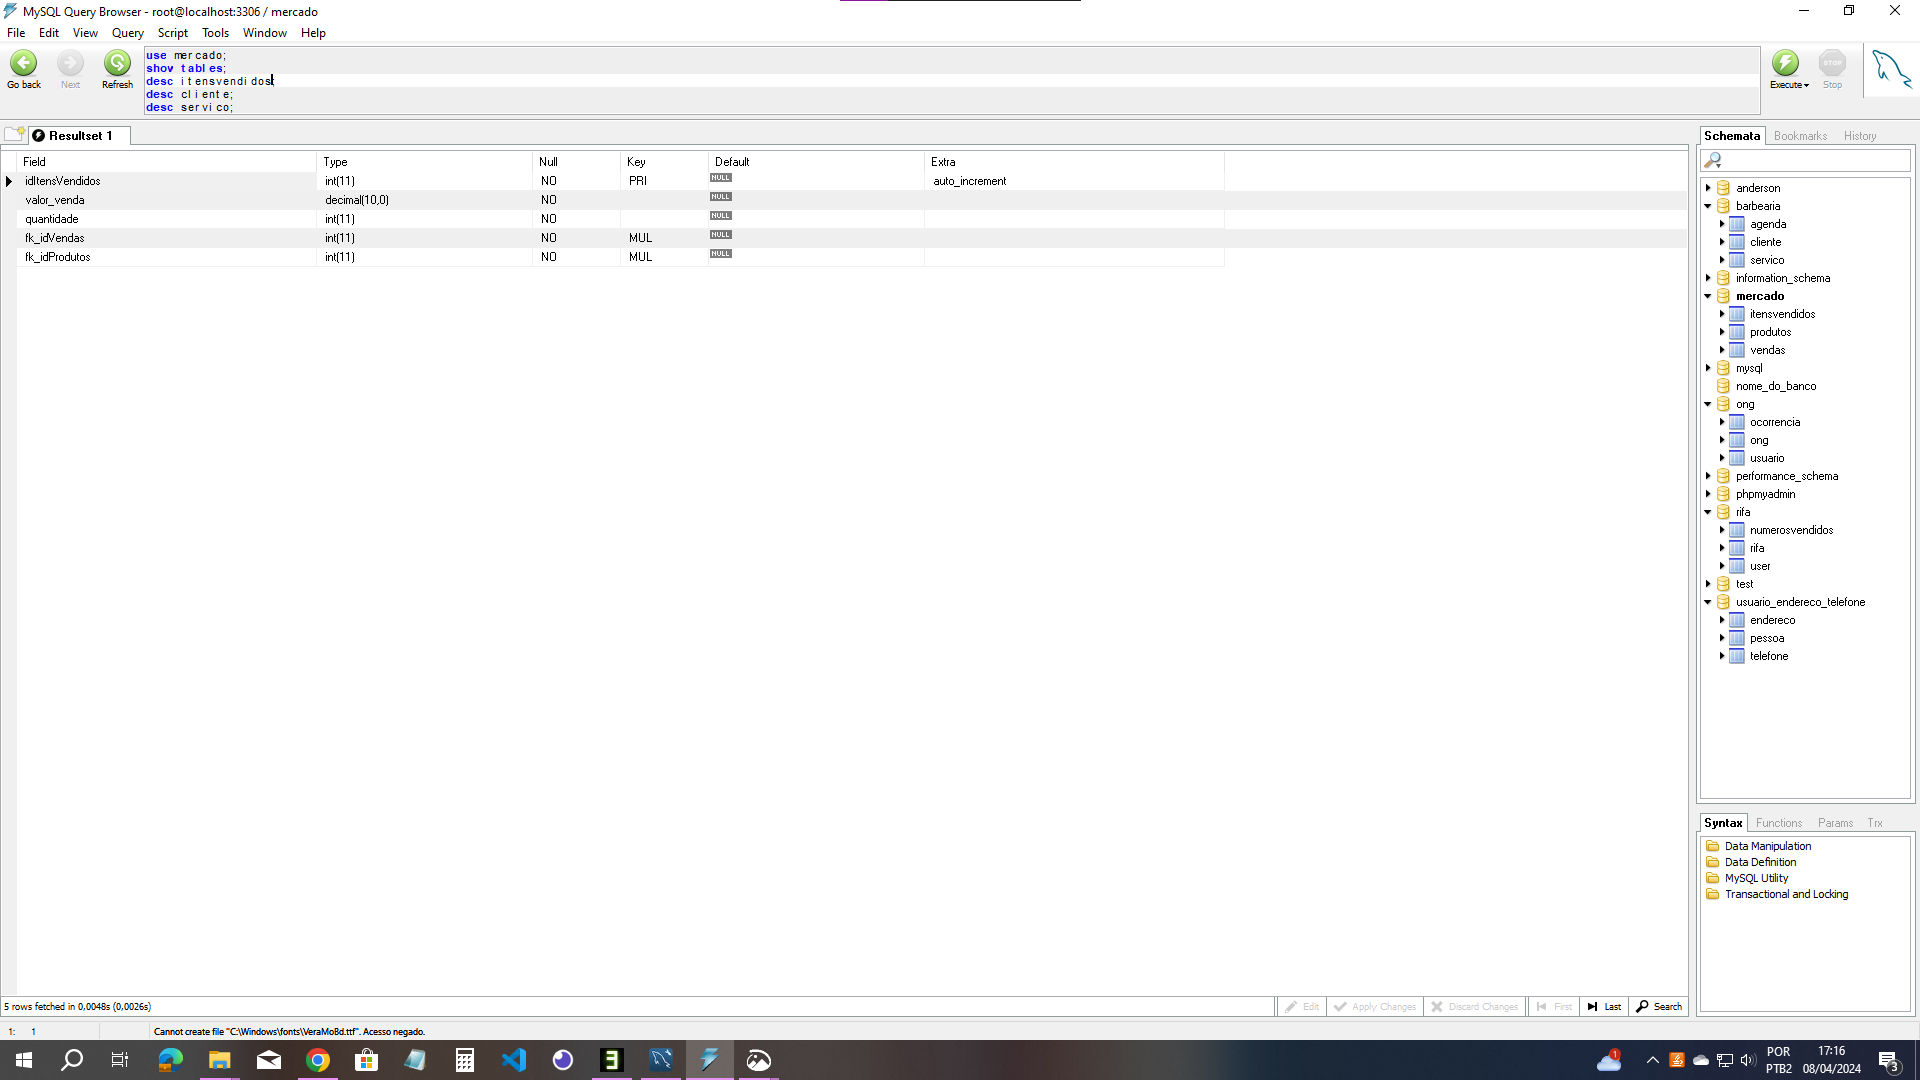 MySQL Query Browser - root@localhost:3306 / mercado
File Edit View Query Script Tools Window Help
Go back Next Refresh
use mercado;
show tables;
desc itensvendidos;
desc cliente;
desc servico;
Execute Stop
STOP
Resultset 1
Field Type Null Key Default Extra
idItensVendidos int(11) NO PRI NULL auto_increment
valor_venda decimal(10,0) NO NULL
quantidade int(11) NO NULL
fk_idVendas int(11) NO MUL NULL
fk_idProdutos int(11) NO MUL NULL
Schemata Bookmarks History
anderson
barbearia
agenda
cliente
servico
information_schema
mercado
itensvendidos
produtos
vendas
mysql
nome_do_banco
ong
ocorrencia
ong
usuario
performance_schema
phpmyadmin
rifa
numerosvendidos
rifa
user
test
usuario_endereco_telefone
endereco
pessoa
telefone
Syntax Functions Params Trx
Data Manipulation
Data Definition
MySQL Utility
Transactional and Locking
5 rows fetched in 0,0048s (0,0026s)
Edit Apply Changes Discard Changes First Last Search
1: 1 Cannot create file "C:\Windows\fonts\VeraMoBd.ttf". Acesso negado.
1
POR
PTB2
17:16
08/04/2024
3